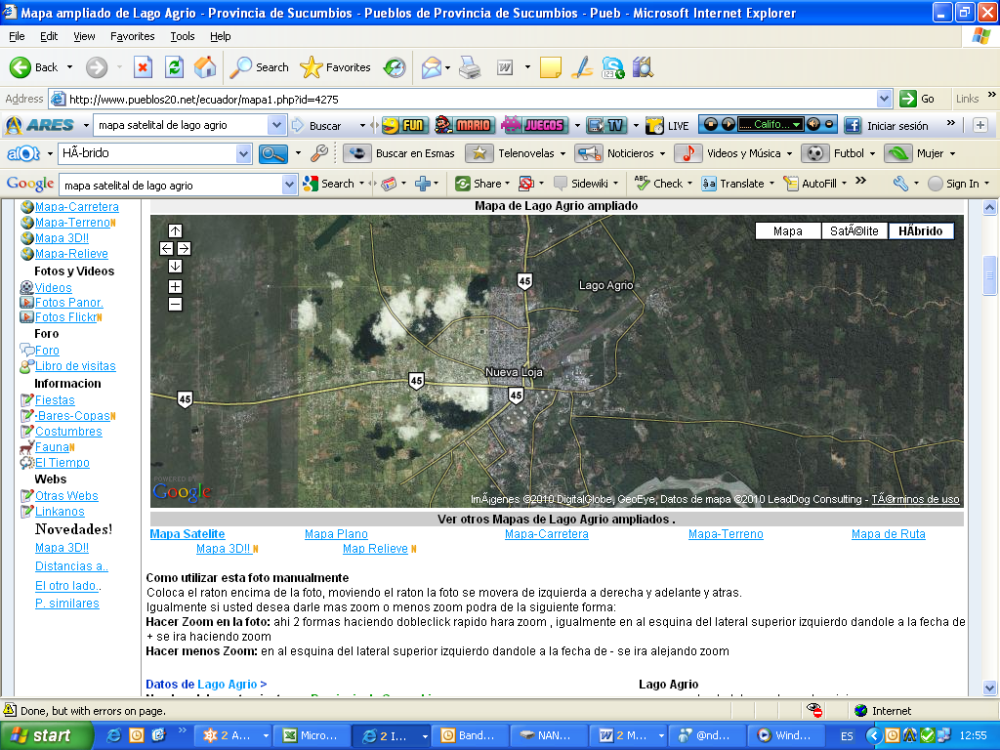 Mapa ampliado de Lago Agrio - Provincia de Sucumbios - Pueblos de Provincia de Sucumbios - Pueb - Microsoft Internet Explorer
File Edit View Favorites Tools Help
Back Search Favorites
Address http://www.pueblos20.net/ecuador/mapa1.php?id=4275 Go Links »
ARES mapa satelital de lago agrio Buscar FUN MARIO JUEGOS TV LIVE Califo... Iniciar sesión »
HÃ­brido Buscar en Esmas Telenovelas Noticieros Videos y Música Futbol Mujer
Google mapa satelital de lago agrio Search Share Sidewiki Check Translate AutoFill » Sign In
Mapa de Lago Agrio ampliado
Mapa-Carretera
Mapa-Terreno N
Mapa 3D!!
Mapa-Relieve
Fotos y Videos
Videos
Fotos Panor.
Fotos Flickr N
Foro
Foro
Libro de visitas
Informacion
Fiestas
·Bares-Copas N
Costumbres
Fauna N
El Tiempo
Webs
Otras Webs
Linkanos
Novedades!
Mapa 3D!!
Distancias a..
El otro lado..
P. similares
Mapa SatÃ©lite HÃ­brido
45
Lago Agrio
Nueva Loja
45
45
45
POWERED BY
Google
ImÃ¡genes ©2010 DigitalGlobe, GeoEye, Datos de mapa ©2010 LeadDog Consulting - TÃ©rminos de uso
Ver otros Mapas de Lago Agrio ampliados .
Mapa Satelite Mapa Plano Mapa-Carretera Mapa-Terreno Mapa de Ruta
Mapa 3D!! N Map Relieve N
Como utilizar esta foto manualmente
Coloca el raton encima de la foto, moviendo el raton la foto se movera de izquierda a derecha y adelante y atras.
Igualmente si usted desea darle mas zoom o menos zoom podra de la siguiente forma:
Hacer Zoom en la foto: ahi 2 formas haciendo dobleclick rapido hara zoom , igualmente en al esquina del lateral superior izquierdo dandole a la fecha de
+ se ira haciendo zoom
Hacer menos Zoom: en al esquina del lateral superior izquierdo dandole a la fecha de - se ira alejando zoom
Datos de Lago Agrio > Lago Agrio
Done, but with errors on page. Internet
start 2 A... Micro... 2 I... Band... NAN... 2 M... @nd... Wind... ES 12:55